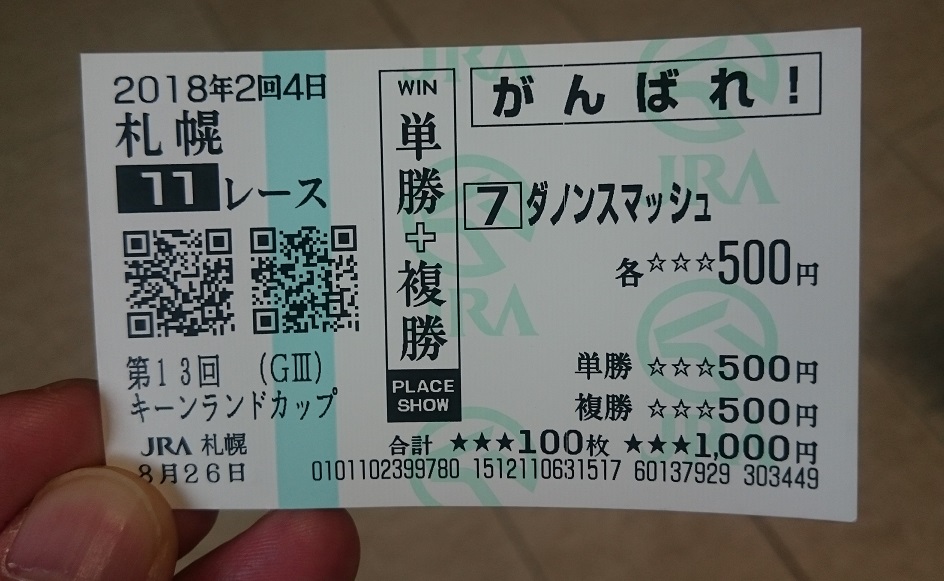 2018年2回4日
札幌
11レース
第13回 (GⅢ)
キーンランドカップ
JRA 札幌
8月26日
WIN
単勝+複勝
PLACE
SHOW
がんばれ!
7 ダノンスマッシュ
各☆☆☆500円
単勝 ☆☆☆500円
複勝 ☆☆☆500円
合計 ★★★100枚 ★★★1,000円
0101102399780 1512110631517 60137929 303449
JRA
JRA
JRA